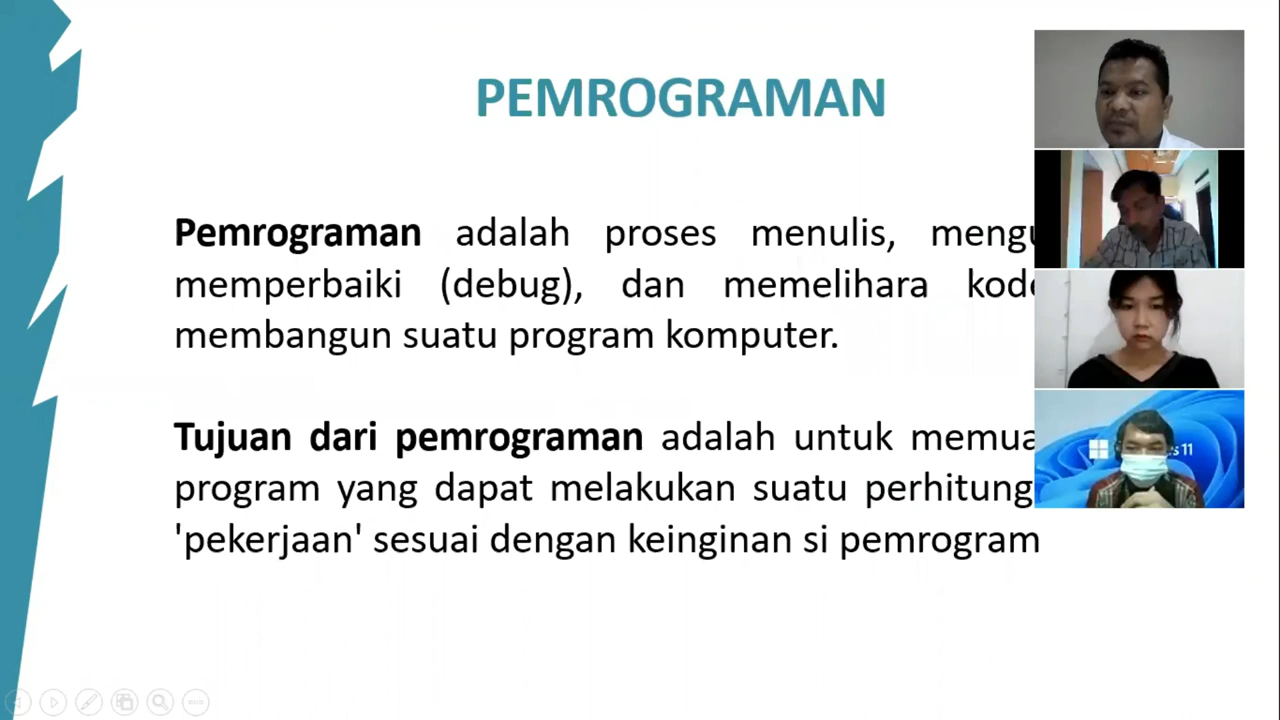 PEMROGRAMAN
Pemrograman adalah proses menulis,
memperbaiki (debug), dan memelihara
membangun suatu program komputer.
Tujuan dari pemrograman adalah untuk
program yang dapat melakukan suatu
'pekerjaan' sesuai dengan keinginan si pemrogram
11